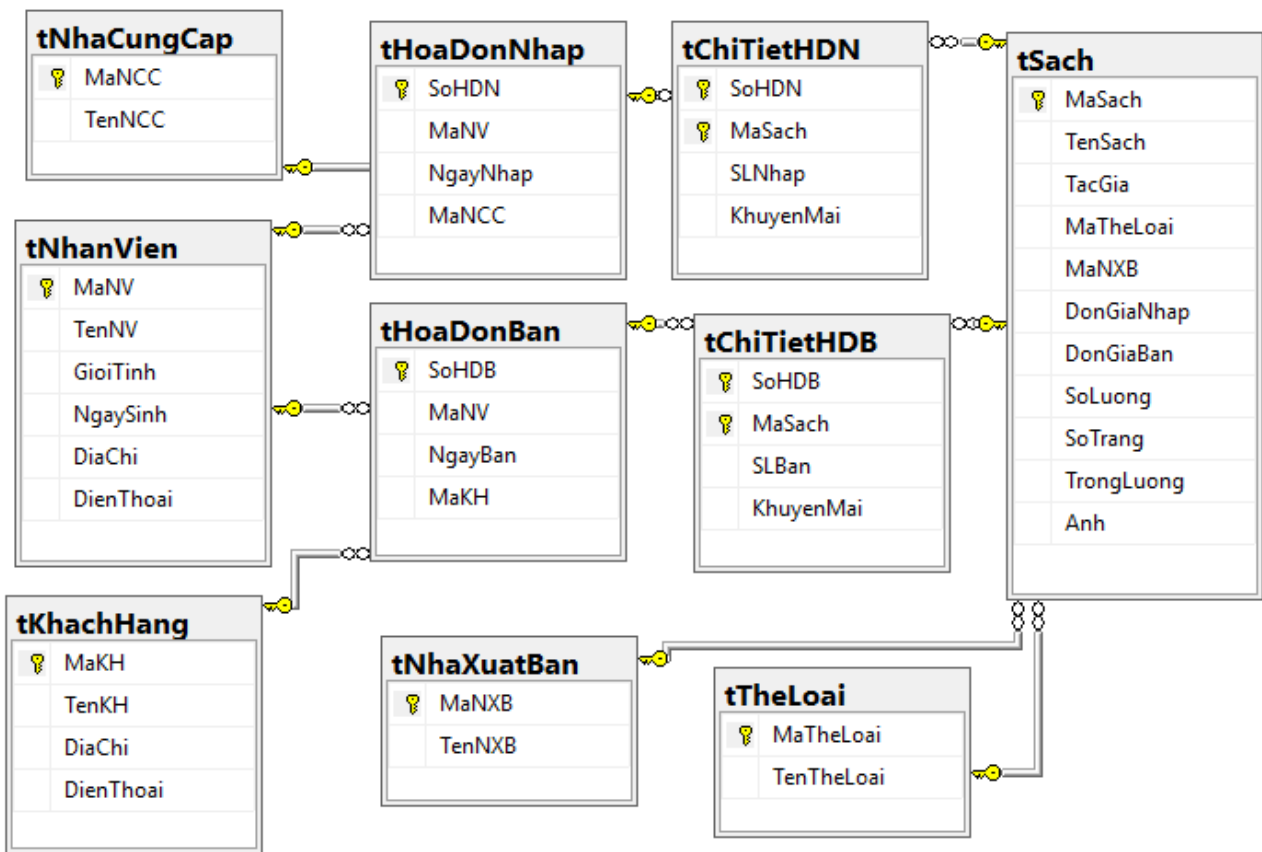 tNhaCungCap
MaNCC
TenNCC
tHoaDonNhap
SoHDN
MaNV
NgayNhap
MaNCC
tChiTietHDN
SoHDN
MaSach
SLNhap
KhuyenMai
tSach
MaSach
TenSach
TacGia
MaTheLoai
MaNXB
DonGiaNhap
DonGiaBan
SoLuong
SoTrang
TrongLuong
Anh
tNhanVien
MaNV
TenNV
GioiTinh
NgaySinh
DiaChi
DienThoai
tHoaDonBan
SoHDB
MaNV
NgayBan
MaKH
tChiTietHDB
SoHDB
MaSach
SLBan
KhuyenMai
tKhachHang
MaKH
TenKH
DiaChi
DienThoai
tNhaXuatBan
MaNXB
TenNXB
tTheLoai
MaTheLoai
TenTheLoai